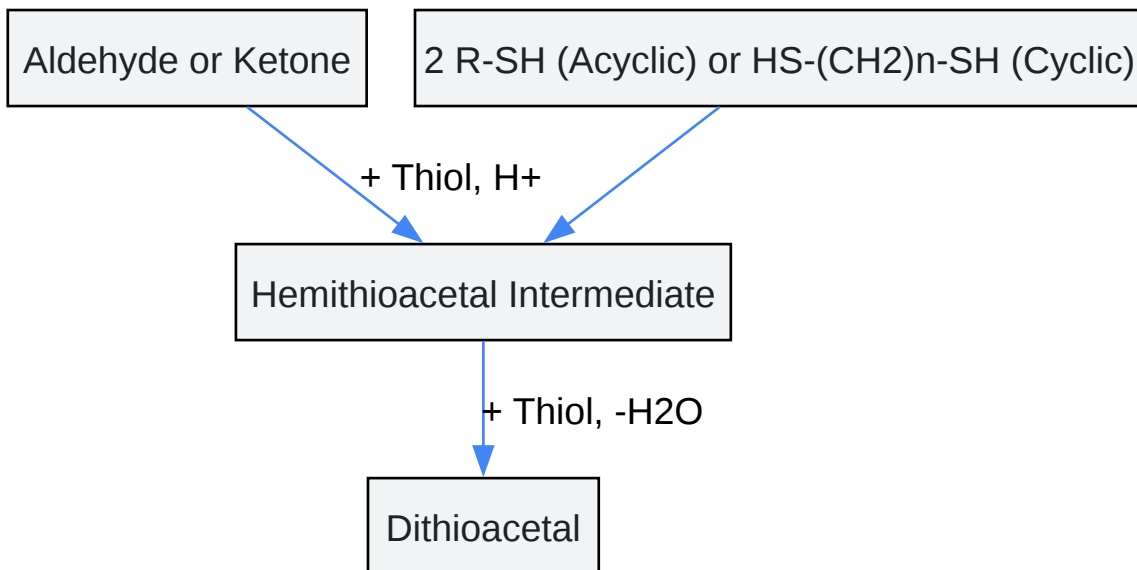 Aldehyde or Ketone
2 R-SH (Acyclic) or HS-(CH2)n-SH (Cyclic)
+ Thiol, H+
Hemithioacetal Intermediate
+ Thiol, -H2O
Dithioacetal